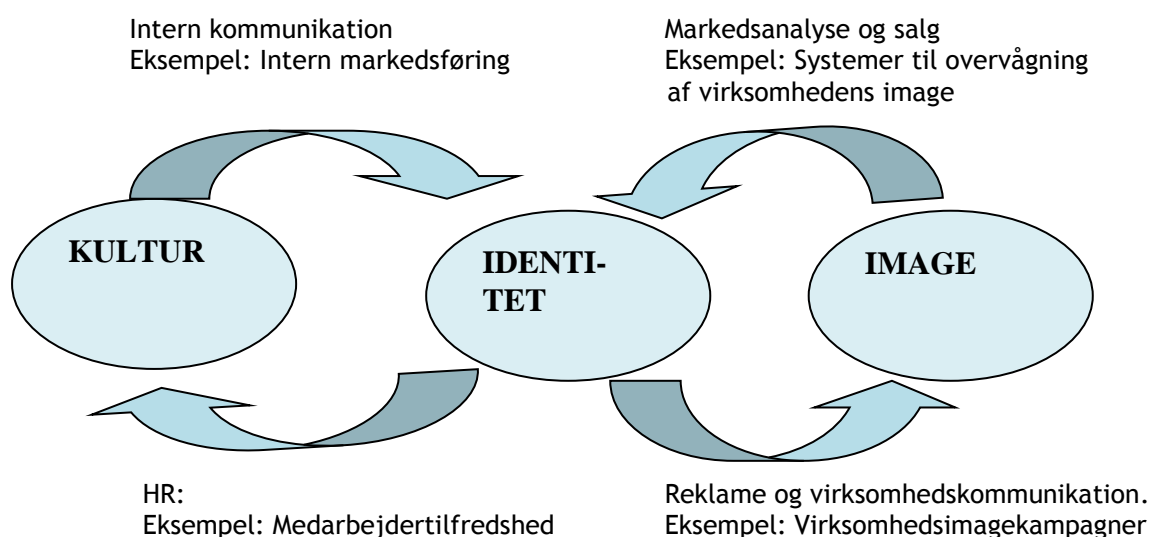 Intern kommunikation
Eksempel: Intern markedsføring
Markedsanalyse og salg
Eksempel: Systemer til overvågning
af virksomhedens image
KULTUR
IDENTI-
TET
IMAGE
HR:
Eksempel: Medarbejdertilfredshed
Reklame og virksomhedskommunikation.
Eksempel: Virksomhedsimagekampagner